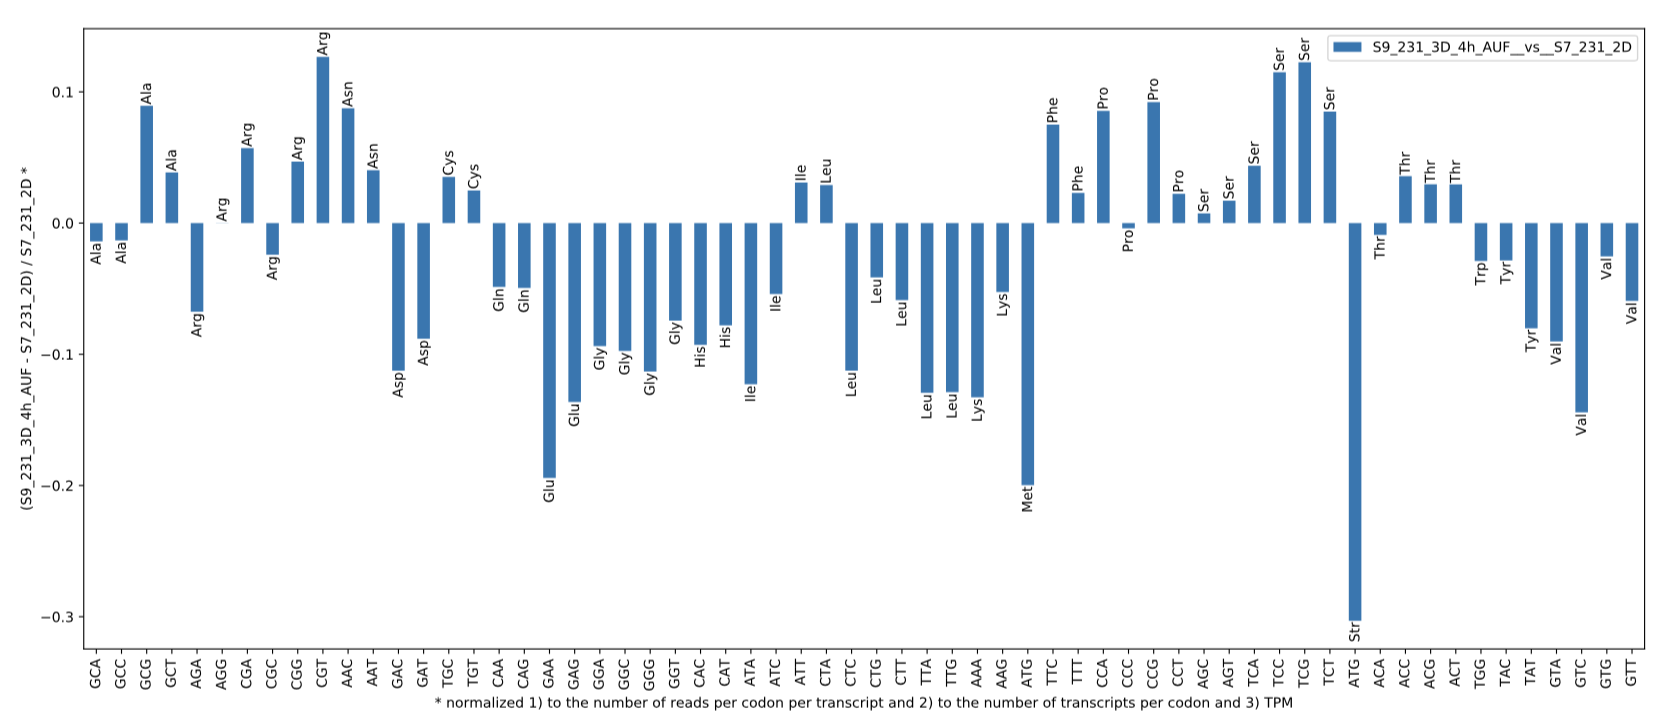 S9_231_3D_4h_AUF__vs__S7_231_2D
(S9_231_3D_4h_AUF - S7_231_2D) / S7_231_2D *
0.1
0.0
−0.1
−0.2
−0.3
Ala Ala Ala Ala Arg Arg Arg Arg Arg Arg Asn Asn Asp Asp Cys Cys Gln Gln Glu Glu Gly Gly Gly Gly His His Ile Ile Ile Leu Leu Leu Leu Leu Leu Lys Lys Met Phe Phe Pro Pro Pro Pro Ser Ser Ser Ser Ser Ser Str Thr Thr Thr Thr Trp Tyr Tyr Val Val Val Val
GCA GCC GCG GCT AGA AGG CGA CGC CGG CGT AAC AAT GAC GAT TGC TGT CAA CAG GAA GAG GGA GGC GGG GGT CAC CAT ATA ATC ATT CTA CTC CTG CTT TTA TTG AAA AAG ATG TTC TTT CCA CCC CCG CCT AGC AGT TCA TCC TCG TCT ATG ACA ACC ACG ACT TGG TAC TAT GTA GTC GTG GTT
* normalized 1) to the number of reads per codon per transcript and 2) to the number of transcripts per codon and 3) TPM